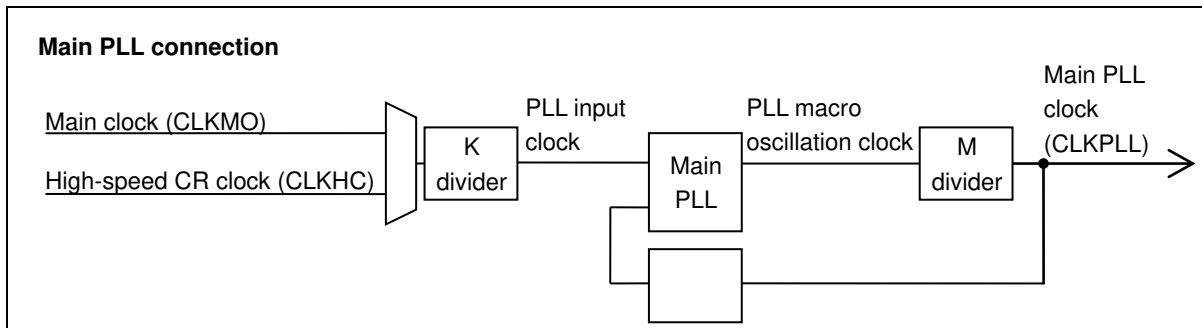 Main PLL connection
Main clock (CLKMO)
High-speed CR clock (CLKHC)
K
divider
PLL input
clock
Main
PLL
PLL macro
oscillation clock
M
divider
Main PLL
clock
(CLKPLL)